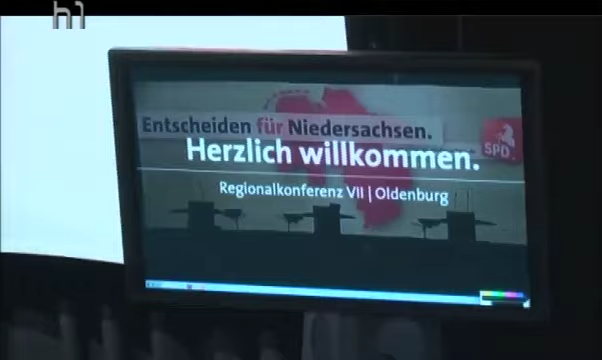 h1
Entscheiden für Niedersachsen.
SPD
Herzlich willkommen.
Regionalkonferenz VII | Oldenburg